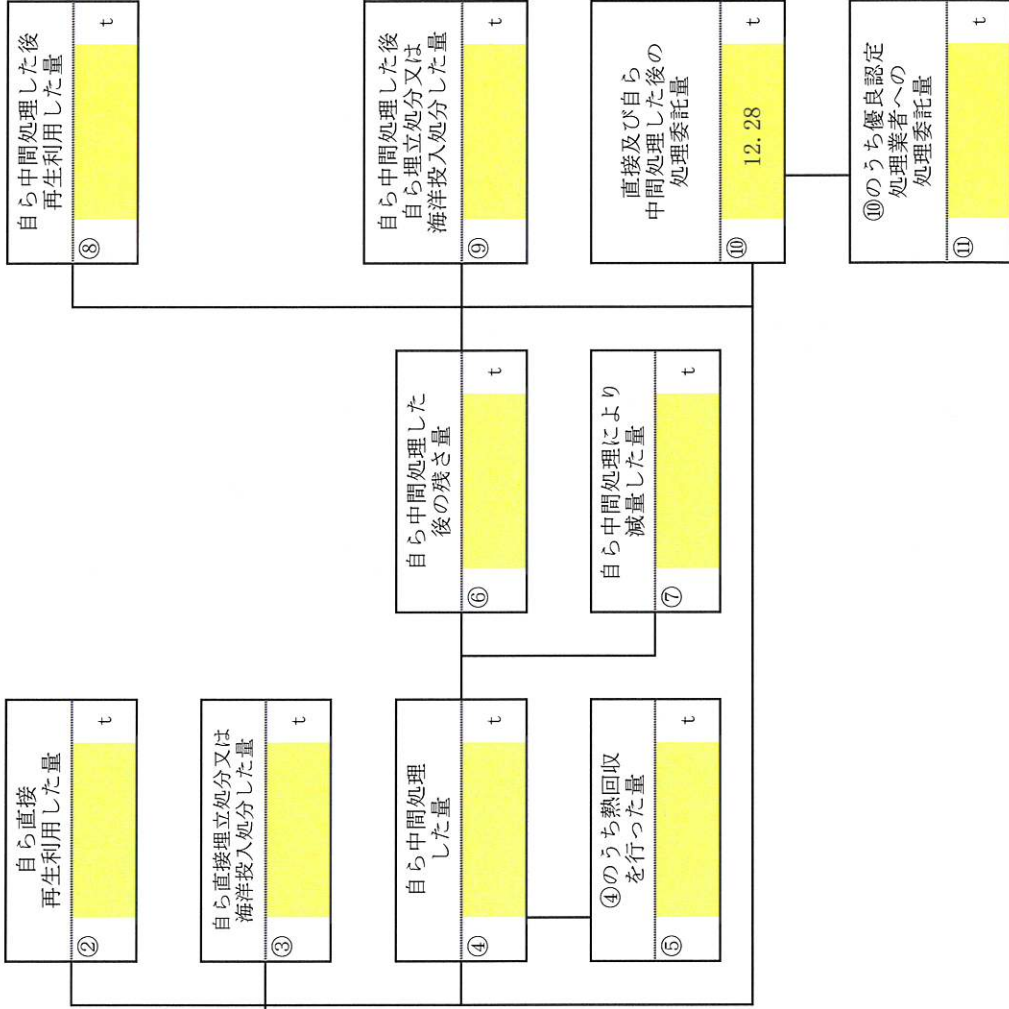 自ら直接
再生利用した量
② t
自ら直接埋立処分又は
海洋投入処分した量
③ t
自ら中間処理
した量
④ t
④のうち熱回収
を行った量
⑤ t
自ら中間処理した
後の残さ量
⑥ t
自ら中間処理により
減量した量
⑦ t
自ら中間処理した後
再生利用した量
⑧ t
自ら中間処理した後
自ら埋立処分又は
海洋投入処分した量
⑨ t
直接及び自ら
中間処理した後の
処理委託量
⑩ 12.28 t
⑩のうち優良認定
処理業者への
処理委託量
⑪ t